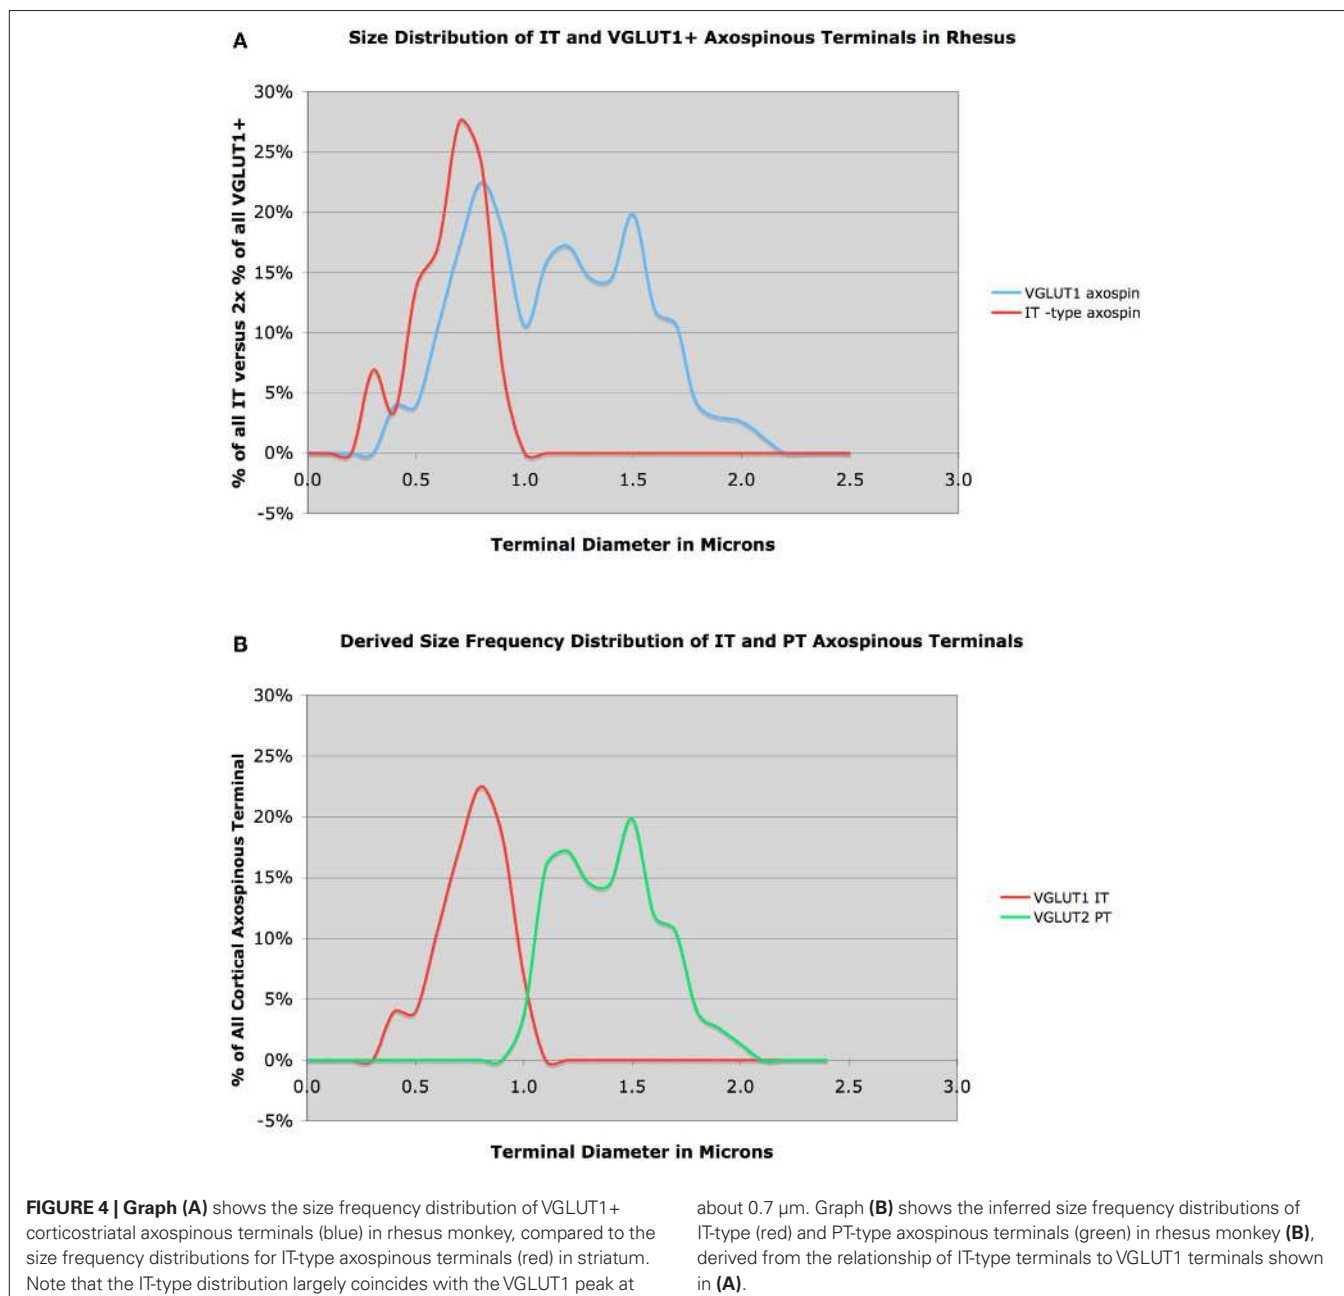 A
Size Distribution of IT and VGLUT1+ Axospinous Terminals in Rhesus
% of all IT versus 2x % of all VGLUT1+
30%
25%
20%
15%
10%
5%
0%
-5%
0.0 0.5 1.0 1.5 2.0 2.5 3.0
Terminal Diameter in Microns
VGLUT1 axospin
IT -type axospin
B
Derived Size Frequency Distribution of IT and PT Axospinous Terminals
% of All Cortical Axospinous Terminal
30%
25%
20%
15%
10%
5%
0%
-5%
0.0 0.5 1.0 1.5 2.0 2.5 3.0
Terminal Diameter in Microns
VGLUT1 IT
VGLUT2 PT
FIGURE 4 | Graph (A) shows the size frequency distribution of VGLUT1+
corticostriatal axospinous terminals (blue) in rhesus monkey, compared to the
size frequency distributions for IT-type axospinous terminals (red) in striatum.
Note that the IT-type distribution largely coincides with the VGLUT1 peak at
about 0.7 µm. Graph (B) shows the inferred size frequency distributions of
IT-type (red) and PT-type axospinous terminals (green) in rhesus monkey (B),
derived from the relationship of IT-type terminals to VGLUT1 terminals shown
in (A).